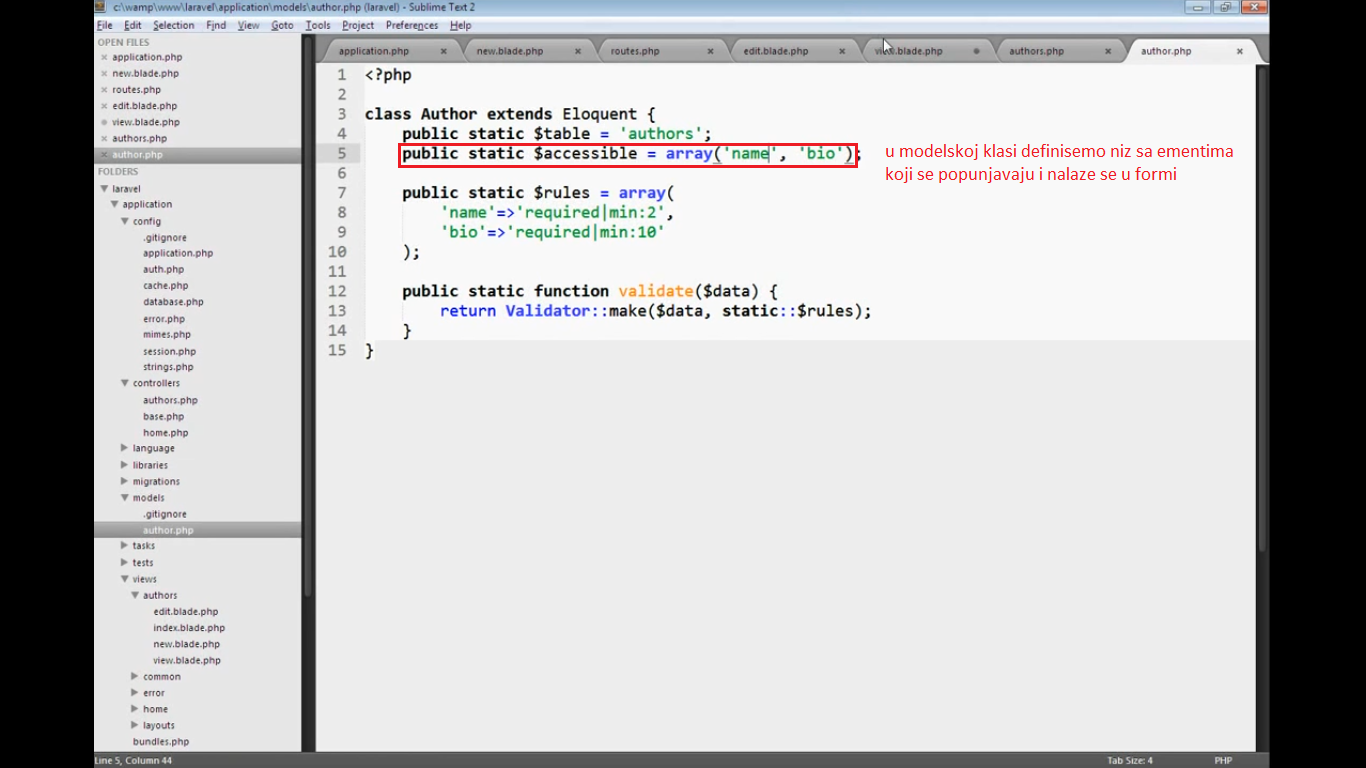 c:\wamp\www\laravel\application\models\author.php (laravel) - Sublime Text 2
File Edit Selection Find View Goto Tools Project Preferences Help
OPEN FILES
application.php
new.blade.php
routes.php
edit.blade.php
view.blade.php
authors.php
author.php
FOLDERS
laravel
application
config
.gitignore
application.php
auth.php
cache.php
database.php
error.php
mimes.php
session.php
strings.php
controllers
authors.php
base.php
home.php
language
libraries
migrations
models
.gitignore
author.php
tasks
tests
views
authors
edit.blade.php
index.blade.php
new.blade.php
view.blade.php
common
error
home
layouts
bundles.php
application.php new.blade.php routes.php edit.blade.php view.blade.php authors.php author.php
1 <?php
2
3 class Author extends Eloquent {
4 public static $table = 'authors';
5 public static $accessible = array('name', 'bio');
6
7 public static $rules = array(
8 'name'=>'required|min:2',
9 'bio'=>'required|min:10'
10 );
11
12 public static function validate($data) {
13 return Validator::make($data, static::$rules);
14 }
15 }
u modelskoj klasi definisemo niz sa ementima
koji se popunjavaju i nalaze se u formi
Line 5, Column 44 Tab Size: 4 PHP